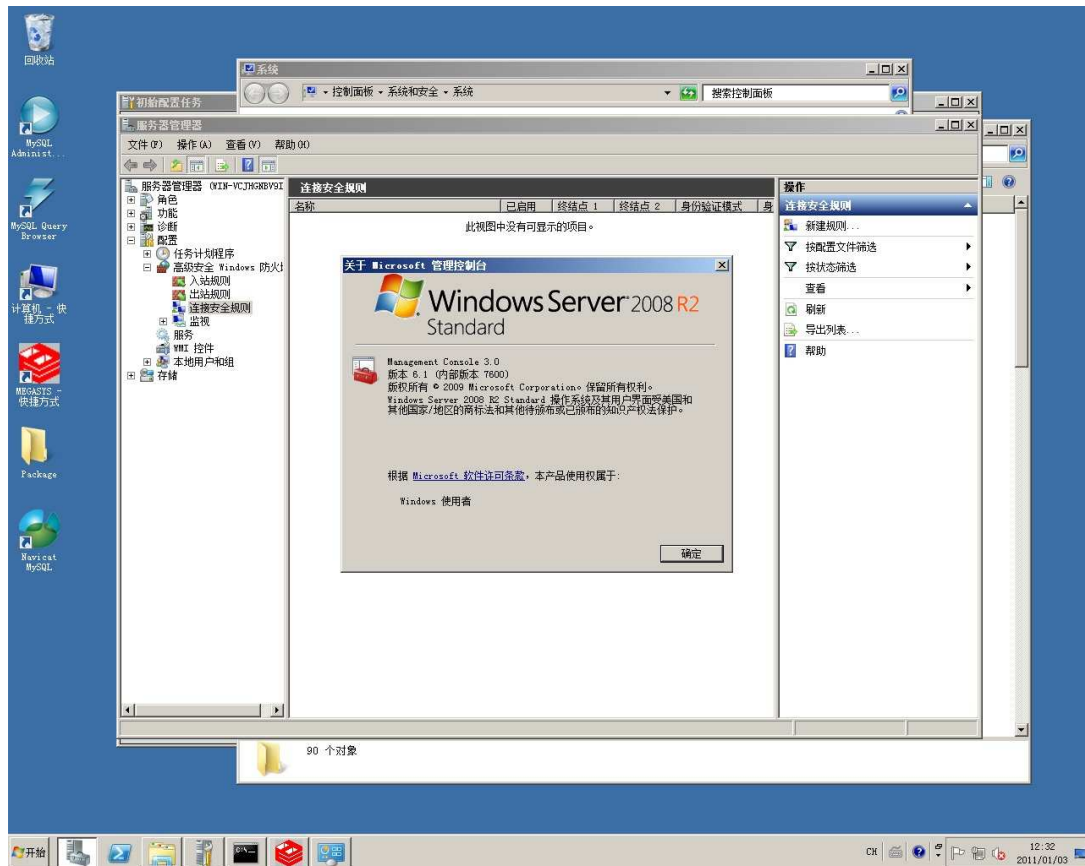 回收站
MySQL
Administ...
MySQL Query
Browser
计算机 - 快
捷方式
MEGASYS -
快捷方式
Package
Navicat
MySQL
系统
控制面板 系统和安全 系统
搜索控制面板
初始配置任务
服务器管理器
文件(F) 操作(A) 查看(V) 帮助(H)
服务器管理器 (WIN-VCJHGNBV9I
角色
功能
诊断
配置
任务计划程序
高级安全 Windows 防火
入站规则
出站规则
连接安全规则
监视
服务
WMI 控件
本地用户和组
存储
连接安全规则
名称 已启用 终结点 1 终结点 2 身份验证模式 身
此视图中没有可显示的项目。
操作
连接安全规则
新建规则...
按配置文件筛选
按状态筛选
查看
刷新
导出列表...
帮助
关于 Microsoft 管理控制台
Windows Server 2008 R2
Standard
Management Console 3.0
版本 6.1 (内部版本 7600)
版权所有 © 2009 Microsoft Corporation。保留所有权利。
Windows Server 2008 R2 Standard 操作系统及其用户界面受美国和
其他国家/地区的商标法和其他待颁布或已颁布的知识产权法保护。
根据 Microsoft 软件许可条款，本产品使用权属于:
Windows 使用者
确定
90 个对象
开始
CH
12:32
2011/01/03